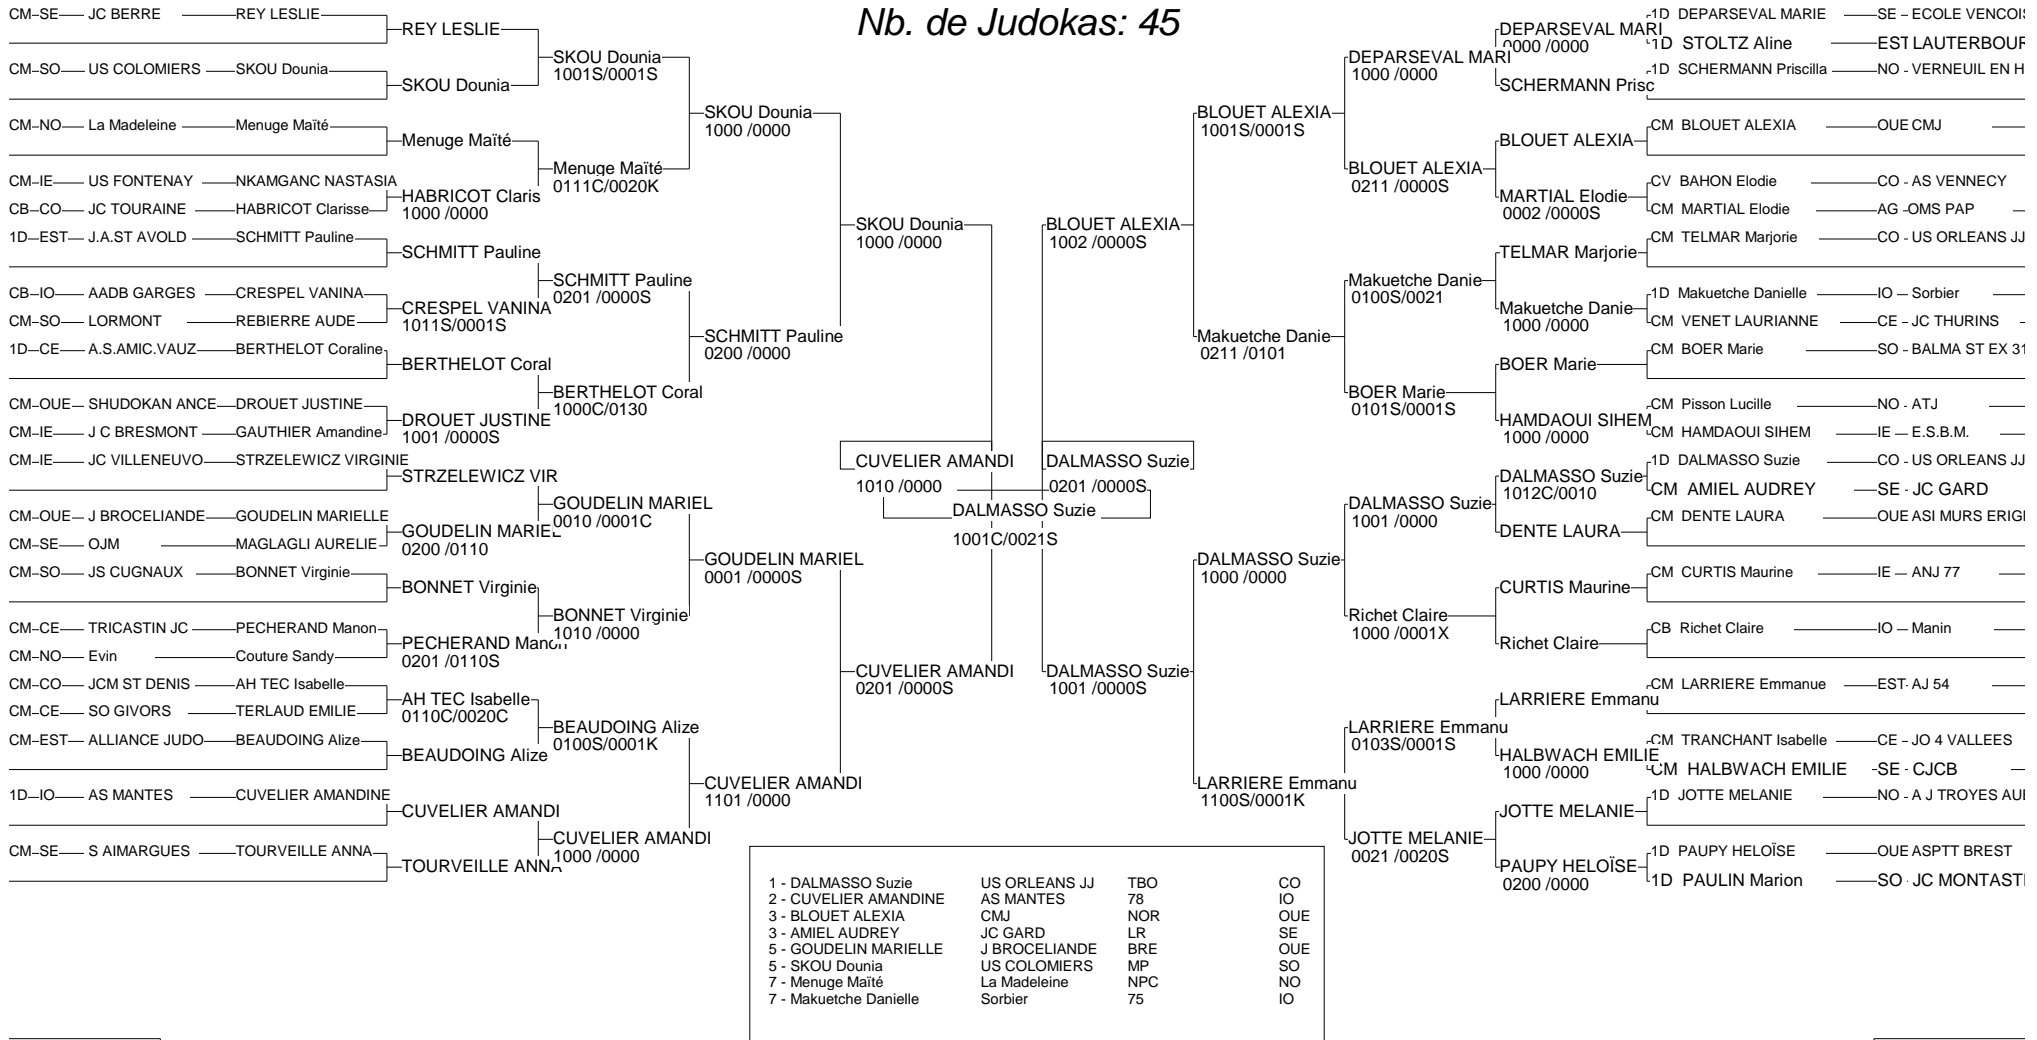 Nb. de Judokas: 45
CM-SE JC BERRE REY LESLIE
CM-SO US COLOMIERS SKOU Dounia
CM-NO La Madeleine Menuge Maïté
CM-IE US FONTENAY NKAMGANC NASTASIA
CB-CO JC TOURAINE HABRICOT Clarisse
1D-EST J.A.ST AVOLD SCHMITT Pauline
CB-IO AADB GARGES CRESPEL VANINA
CM-SO LORMONT REBIERRE AUDE
1D-CE A.S.AMIC.VAUZ BERTHELOT Coraline
CM-OUE SHUDOKAN ANCE DROUET JUSTINE
CM-IE J C BRESMONT GAUTHIER Amandine
CM-IE JC VILLENEUVO STRZELEWICZ VIRGINIE
CM-OUE J BROCELIANDE GOUDELIN MARIELLE
CM-SE OJM MAGLAGLI AURELIE
CM-SO JS CUGNAUX BONNET Virginie
CM-CE TRICASTIN JC PECHERAND Manon
CM-NO Evin Couture Sandy
CM-CO JCM ST DENIS AH TEC Isabelle
CM-CE SO GIVORS TERLAUD EMILIE
CM-EST ALLIANCE JUDO BEAUDOING Alize
1D-IO AS MANTES CUVELIER AMANDINE
CM-SE S AIMARGUES TOURVEILLE ANNA
REY LESLIE
SKOU Dounia
Menuge Maïté
HABRICOT Claris
1000 /0000
SCHMITT Pauline
CRESPEL VANINA
1011S/0001S
BERTHELOT Coral
DROUET JUSTINE
1001 /0000S
STRZELEWICZ VIR
GOUDELIN MARIEL
0200 /0110
BONNET Virginie
PECHERAND Manon
0201 /0110S
AH TEC Isabelle
0110C/0020C
BEAUDOING Alize
CUVELIER AMANDI
TOURVEILLE ANNA
SKOU Dounia
1001S/0001S
Menuge Maïté
0111C/0020K
SCHMITT Pauline
0201 /0000S
BERTHELOT Coral
1000C/0130
GOUDELIN MARIEL
0010 /0001C
BONNET Virginie
1010 /0000
BEAUDOING Alize
0100S/0001K
CUVELIER AMANDI
1000 /0000
SKOU Dounia
1000 /0000
SCHMITT Pauline
0200 /0000
GOUDELIN MARIEL
0001 /0000S
CUVELIER AMANDI
1101 /0000
SKOU Dounia
1000 /0000
CUVELIER AMANDI
0201 /0000S
CUVELIER AMANDI
1010 /0000
DALMASSO Suzie
0201 /0000S
DALMASSO Suzie
1001C/0021S
BLOUET ALEXIA
1002 /0000S
DALMASSO Suzie
1001 /0000S
BLOUET ALEXIA
1001S/0001S
Makuetche Danie
0211 /0101
DALMASSO Suzie
1000 /0000
LARRIERE Emmanu
1100S/0001K
DEPARSEVAL MARI
1000 /0000
BLOUET ALEXIA
0211 /0000S
Makuetche Danie
0100S/0021
BOER Marie
0101S/0001S
DALMASSO Suzie
1001 /0000
Richet Claire
1000 /0001X
LARRIERE Emmanu
0103S/0001S
JOTTE MELANIE
0021 /0020S
DEPARSEVAL MARI
0000 /0000
SCHERMANN Prisc
BLOUET ALEXIA
MARTIAL Elodie
0002 /0000S
TELMAR Marjorie
Makuetche Danie
1000 /0000
BOER Marie
HAMDAOUI SIHEM
1000 /0000
DALMASSO Suzie
1012C/0010
DENTE LAURA
CURTIS Maurine
Richet Claire
LARRIERE Emmanu
HALBWACH EMILIE
1000 /0000
JOTTE MELANIE
PAUPY HELOÏSE
0200 /0000
1D DEPARSEVAL MARIE SE - ECOLE VENCOIS
1D STOLTZ Aline EST LAUTERBOUR
1D SCHERMANN Priscilla NO - VERNEUIL EN H
CM BLOUET ALEXIA OUE CMJ
CV BAHON Elodie CO - AS VENNECY
CM MARTIAL Elodie AG -OMS PAP
CM TELMAR Marjorie CO - US ORLEANS JJ
1D Makuetche Danielle IO - Sorbier
CM VENET LAURIANNE CE - JC THURINS
CM BOER Marie SO - BALMA ST EX 31
CM Pisson Lucille NO - ATJ
CM HAMDAOUI SIHEM IE - E.S.B.M.
1D DALMASSO Suzie CO - US ORLEANS JJ
CM AMIEL AUDREY SE - JC GARD
CM DENTE LAURA OUE ASI MURS ERIGN
CM CURTIS Maurine IE - ANJ 77
CB Richet Claire IO - Manin
CM LARRIERE Emmanue EST- AJ 54
CM TRANCHANT Isabelle CE - JO 4 VALLEES
CM HALBWACH EMILIE SE - CJCB
1D JOTTE MELANIE NO - A J TROYES AUB
1D PAUPY HELOÏSE OUE ASPTT BREST
1D PAULIN Marion SO - JC MONTAST
1 - DALMASSO Suzie US ORLEANS JJ TBO CO
2 - CUVELIER AMANDINE AS MANTES 78 IO
3 - BLOUET ALEXIA CMJ NOR OUE
3 - AMIEL AUDREY JC GARD LR SE
5 - GOUDELIN MARIELLE J BROCELIANDE BRE OUE
5 - SKOU Dounia US COLOMIERS MP SO
7 - Menuge Maïté La Madeleine NPC NO
7 - Makuetche Danielle Sorbier 75 IO